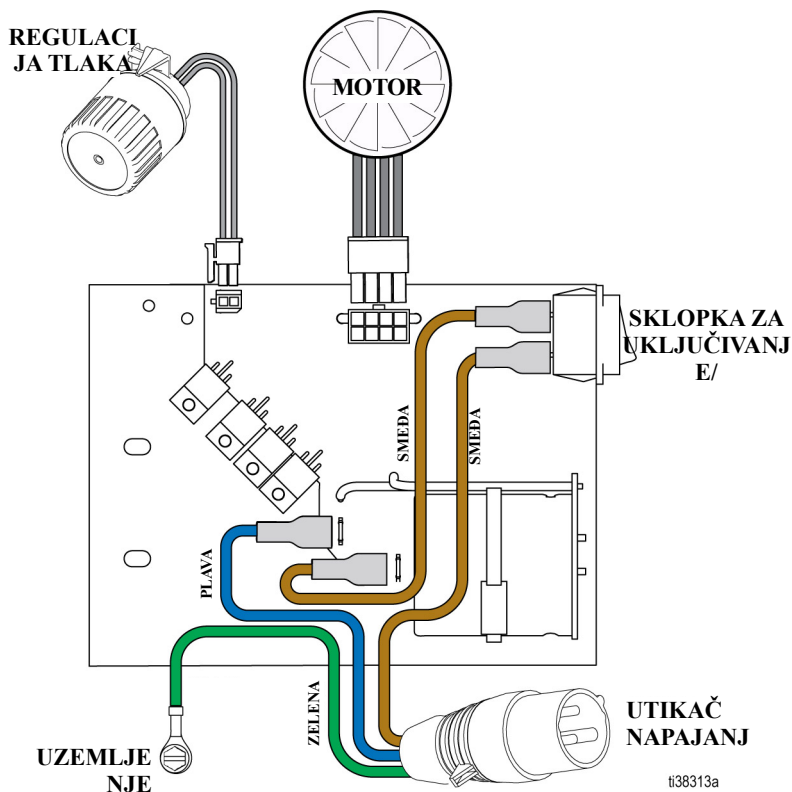 REGULACI
JA TLAKA
MOTOR
SKLOPKA ZA
UKLJUČIVANJ
E/
SMEĐA
SMEĐA
PLAVA
ZELENA
UZEMLJE
NJE
UTIKAČ
NAPAJANJ
ti38313a